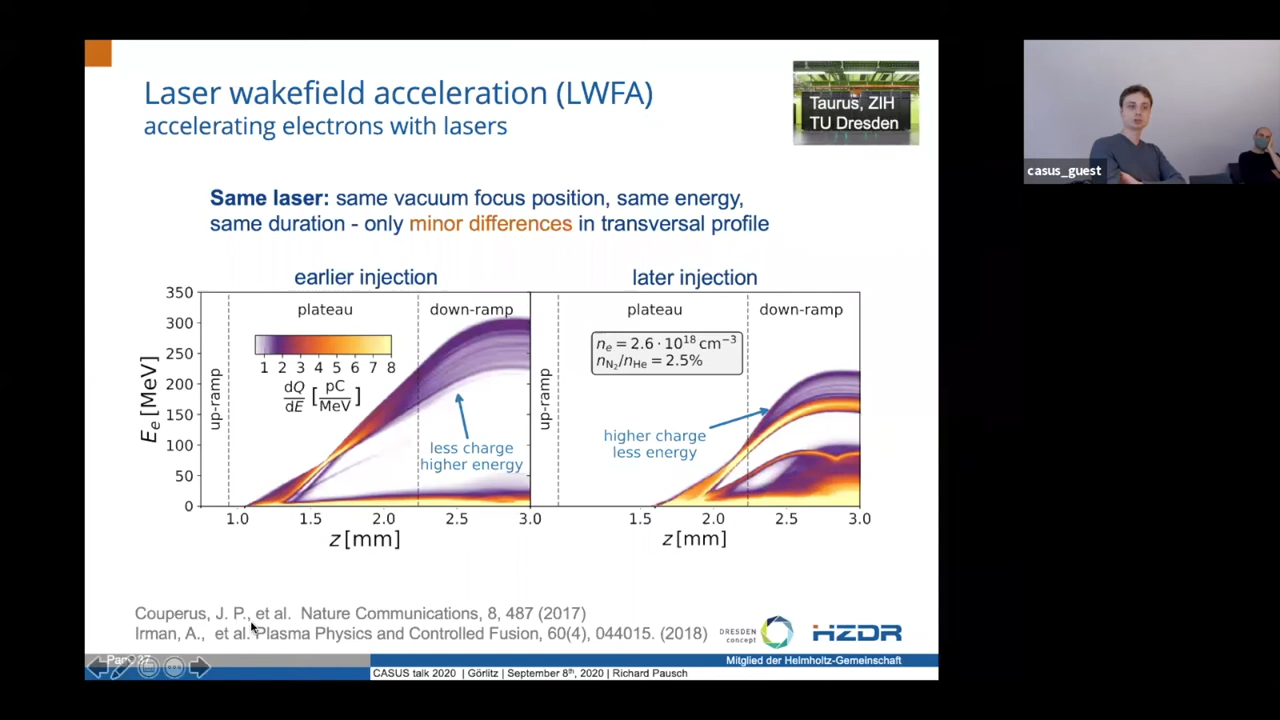 Laser wakefield acceleration (LWFA)
accelerating electrons with lasers
Taurus, ZIH
TU Dresden
casus_guest
Same laser: same vacuum focus position, same energy,
same duration - only minor differences in transversal profile
earlier injection
later injection
350
300
250
200
150
100
50
0
Ee [MeV]
up-ramp
plateau
down-ramp
1 2 3 4 5 6 7 8
dQ/dE [pC/MeV]
less charge
higher energy
1.0 1.5 2.0 2.5 3.0
z [mm]
up-ramp
plateau
down-ramp
ne = 2.6 · 10^18 cm^-3
nN2/nHe = 2.5%
higher charge
less energy
1.5 2.0 2.5 3.0
z [mm]
Couperus, J. P., et al. Nature Communications, 8, 487 (2017)
Irman, A., et al. Plasma Physics and Controlled Fusion, 60(4), 044015. (2018)
DRESDEN
concept
HZDR
Mitglied der Helmholtz-Gemeinschaft
CASUS talk 2020 | Görlitz | September 8th, 2020 | Richard Pausch